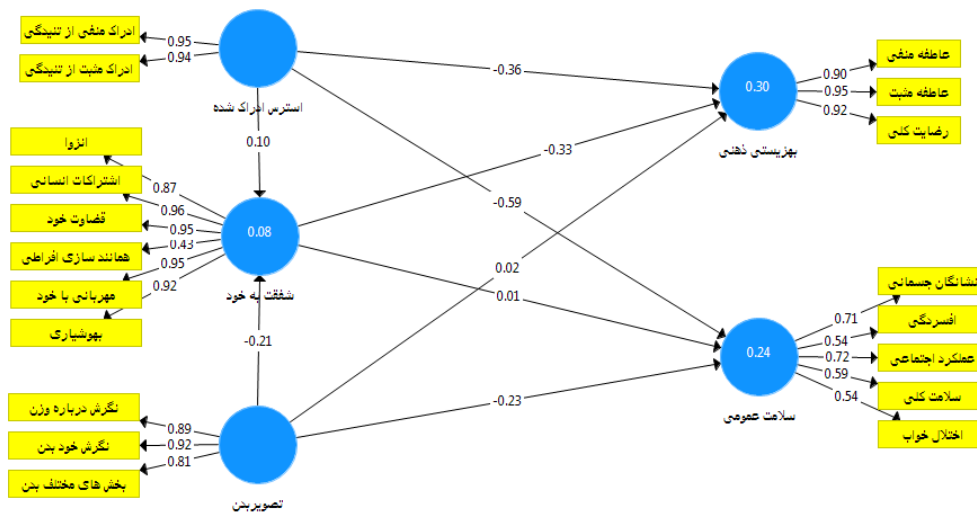 ادراک منفی از تنیدگی
0.95
ادراک مثبت از تنیدگی
0.94
استرس ادراک شده
-0.36
0.30
عاطفه منفی
0.90
عاطفه مثبت
0.95
رضایت کلی
0.92
بهزیستی ذهنی
0.10
-0.33
-0.59
انزوا
0.87
اشتراکات انسانی
0.96
قضاوت خود
0.95
همانند سازی افراطی
0.43
مهربانی با خود
0.95
بهوشیاری
0.92
0.08
شفقت به خود
0.02
0.01
-0.21
-0.23
نشانگان جسمانی
0.71
افسردگی
0.54
عملکرد اجتماعی
0.72
سلامت کلی
0.59
اختلال خواب
0.54
0.24
سلامت عمومی
نگرش درباره وزن
0.89
نگرش خود بدن
0.92
بخش های مختلف بدن
0.81
تصویربدن